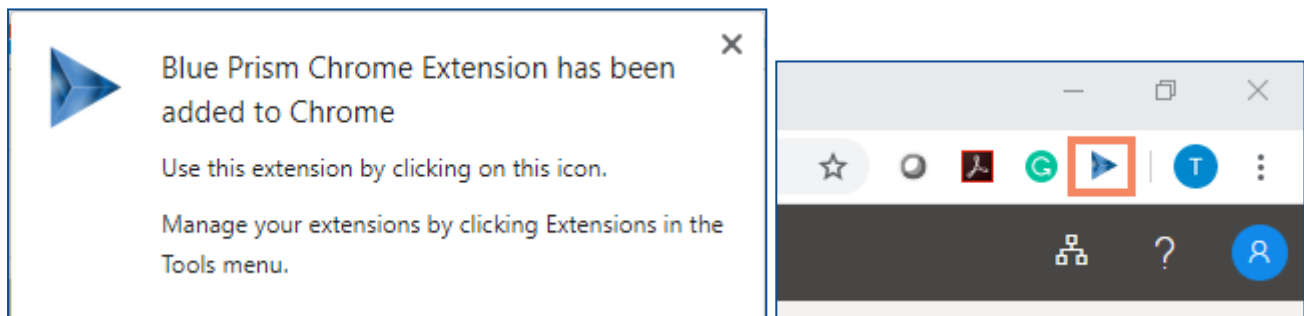 Blue Prism Chrome Extension has been
added to Chrome
Use this extension by clicking on this icon.
Manage your extensions by clicking Extensions in the
Tools menu.
G
T
?